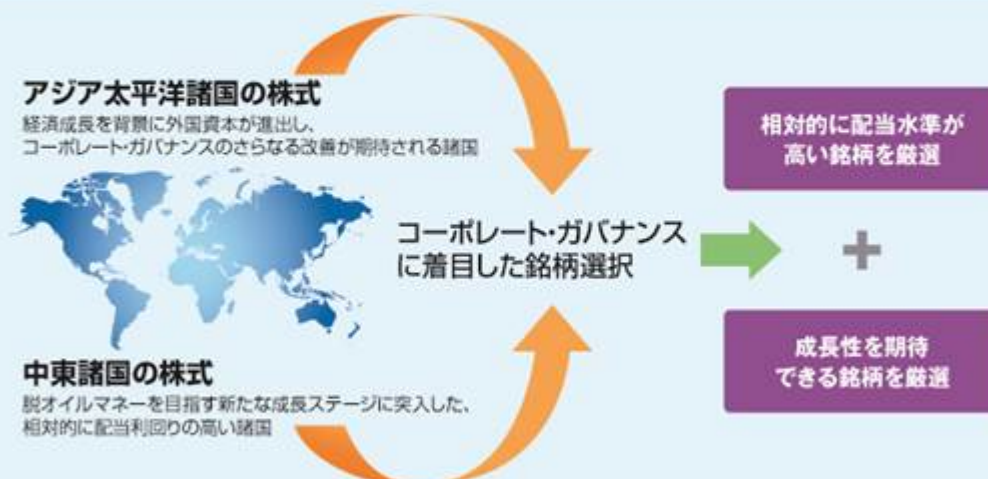 アジア太平洋諸国の株式
経済成長を背景に外国資本が進出し、
コーポレート・ガバナンスのさらなる改善が期待される諸国
コーポレート・ガバナンス
に着目した銘柄選択
中東諸国の株式
脱オイルマネーを目指す新たな成長ステージに突入した、
相対的に配当利回りの高い諸国
相対的に配当水準が
高い銘柄を厳選
+
成長性を期待
できる銘柄を厳選